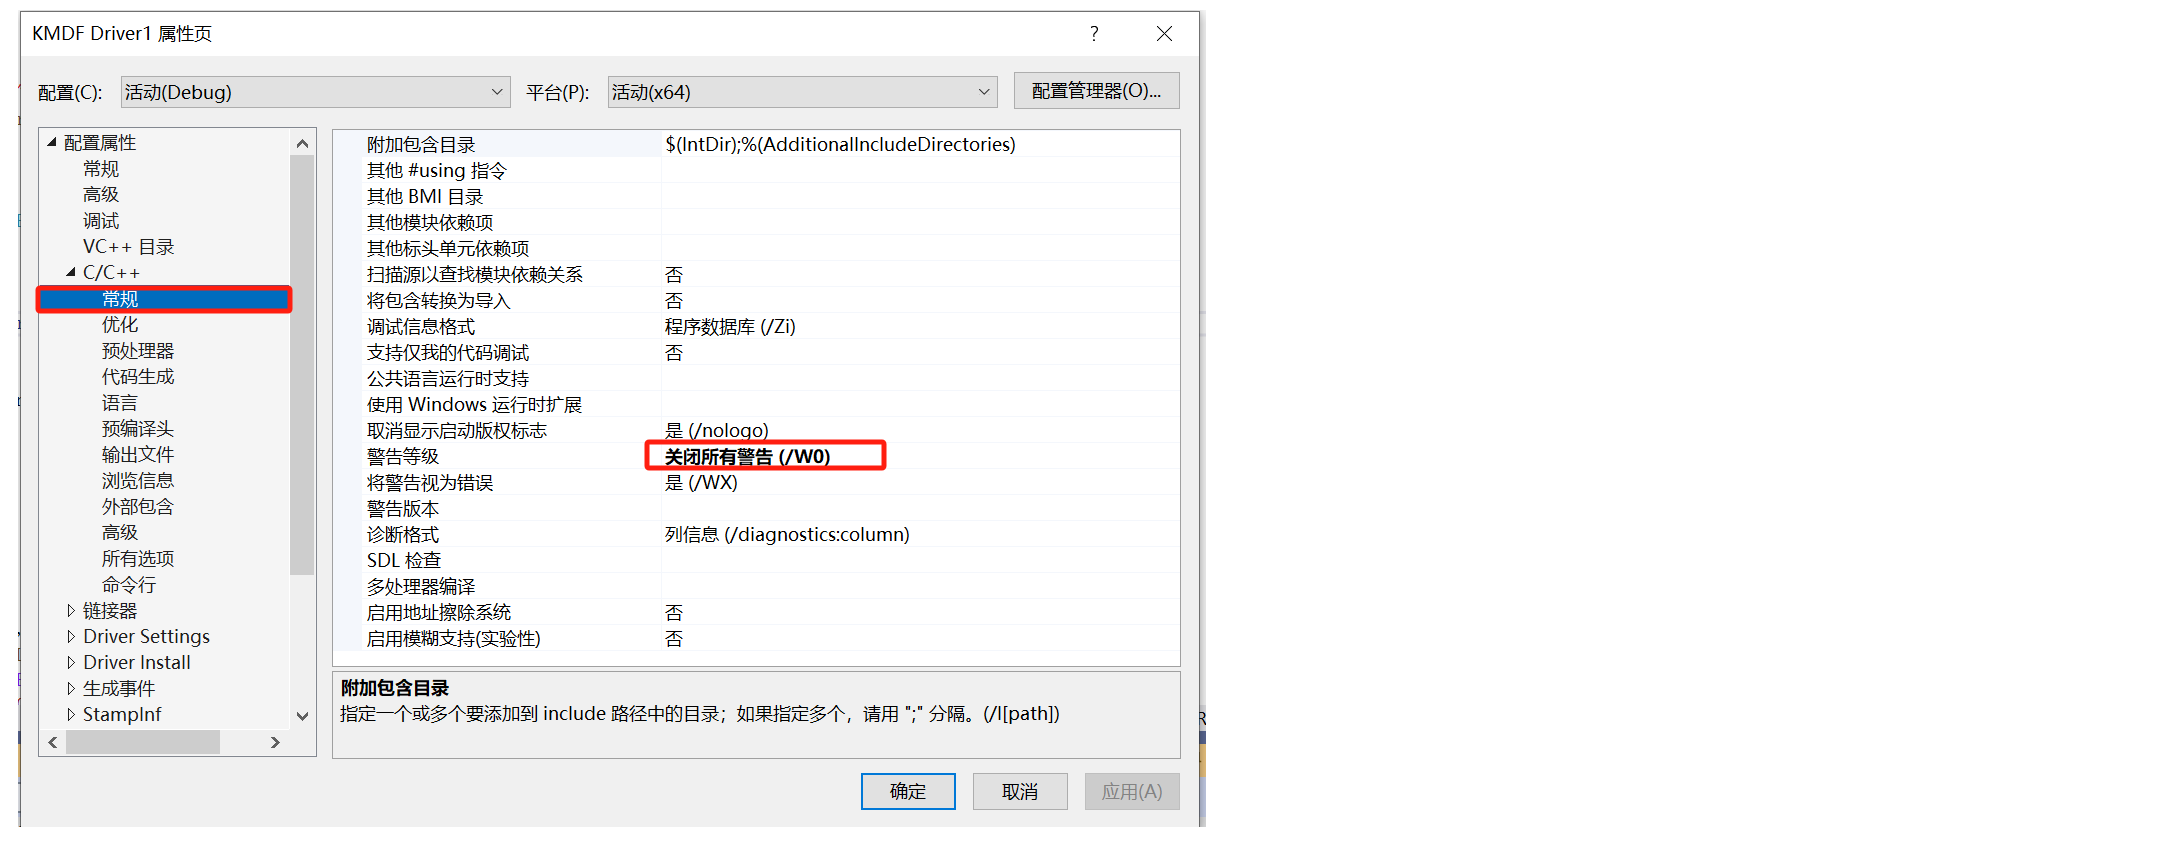 KMDF Driver1 属性页
配置(C): 活动(Debug) 平台(P): 活动(x64) 配置管理器(O)...
配置属性
常规
高级
调试
VC++ 目录
C/C++
常规
优化
预处理器
代码生成
语言
预编译头
输出文件
浏览信息
外部包含
高级
所有选项
命令行
链接器
Driver Settings
Driver Install
生成事件
StampInf
附加包含目录 $(IntDir);%(AdditionalIncludeDirectories)
其他 #using 指令
其他 BMI 目录
其他模块依赖项
其他标头单元依赖项
扫描源以查找模块依赖关系 否
将包含转换为导入 否
调试信息格式 程序数据库 (/Zi)
支持仅我的代码调试 否
公共语言运行时支持
使用 Windows 运行时扩展
取消显示启动版权标志 是 (/nologo)
警告等级 关闭所有警告 (/W0)
将警告视为错误 是 (/WX)
警告版本
诊断格式 列信息 (/diagnostics:column)
SDL 检查
多处理器编译
启用地址擦除系统 否
启用模糊支持(实验性) 否
附加包含目录
指定一个或多个要添加到 include 路径中的目录；如果指定多个，请用 ";" 分隔。(/I[path])
确定 取消 应用(A)